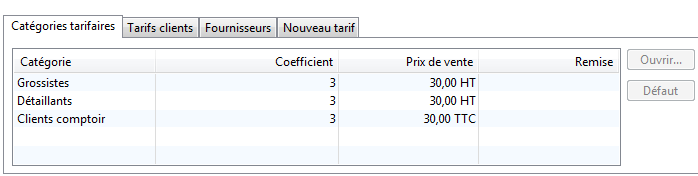 Catégories tarifaires Tarifs clients Fournisseurs Nouveau tarif
Catégorie Coefficient Prix de vente Remise Ouvrir...
Grossistes 3 30,00 HT
Détaillants 3 30,00 HT Défaut
Clients comptoir 3 30,00 TTC